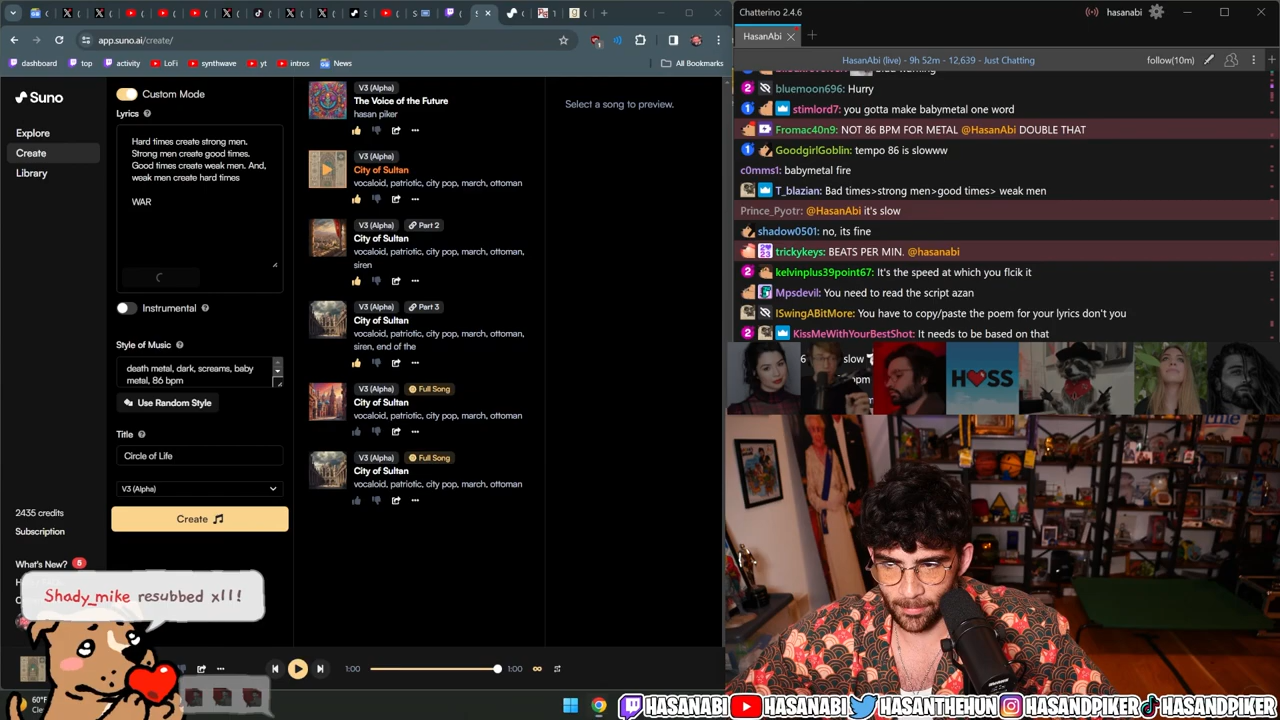 app.suno.ai/create/
All Bookmarks
dashboard
top
activity
LoFi
synthwave
yt
intros
News
Suno
Explore
Create
Library
2435 credits
Subscription
What's New?
Custom Mode
Lyrics
Hard times create strong men.
Strong men create good times.
Good times create weak men. And,
weak men create hard times
WAR
Instrumental
Style of Music
death metal, dark, screams, baby
metal, 86 bpm
Use Random Style
Title
Circle of Life
V3 (Alpha)
Create
V3 (Alpha)
The Voice of the Future
hasan piker
V3 (Alpha)
City of Sultan
vocaloid, patriotic, city pop, march, ottoman
V3 (Alpha) Part 2
City of Sultan
vocaloid, patriotic, city pop, march, ottoman,
siren
V3 (Alpha) Part 3
City of Sultan
vocaloid, patriotic, city pop, march, ottoman,
siren, end of the
V3 (Alpha) Full Song
City of Sultan
vocaloid, patriotic, city pop, march, ottoman
V3 (Alpha) Full Song
City of Sultan
vocaloid, patriotic, city pop, march, ottoman
Select a song to preview.
1:00
1:00
Shady_mike resubbed x11!
60°F
Chatterino 2.4.6
hasanabi
HasanAbi
HasanAbi (live) - 9h 52m - 12,639 - Just Chatting
follow(10m)
bluemoon696: Hurry
stimlord7: you gotta make babymetal one word
Fromac40n9: NOT 86 BPM FOR METAL @HasanAbi DOUBLE THAT
GoodgirlGoblin: tempo 86 is slowww
c0mms1: babymetal fire
T_blazian: Bad times>strong men>good times> weak men
Prince_Pyotr: @HasanAbi it's slow
shadow0501: no, its fine
trickykeys: BEATS PER MIN. @hasanabi
kelvinplus39point67: It's the speed at which you flcik it
Mpsdevil: You need to read the script azan
ISwingABitMore: You have to copy/paste the poem for your lyrics don't you
KissMeWithYourBestShot: It needs to be based on that
slow
H SS
HASANABI
HASANABI
HASANTHEHUN
HASANDPIKER
HASANDPIKER